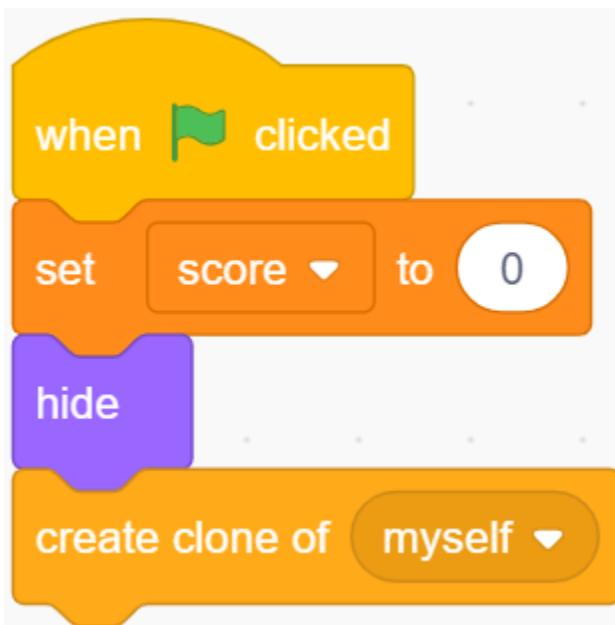 when clicked
set score to 0
hide
create clone of myself